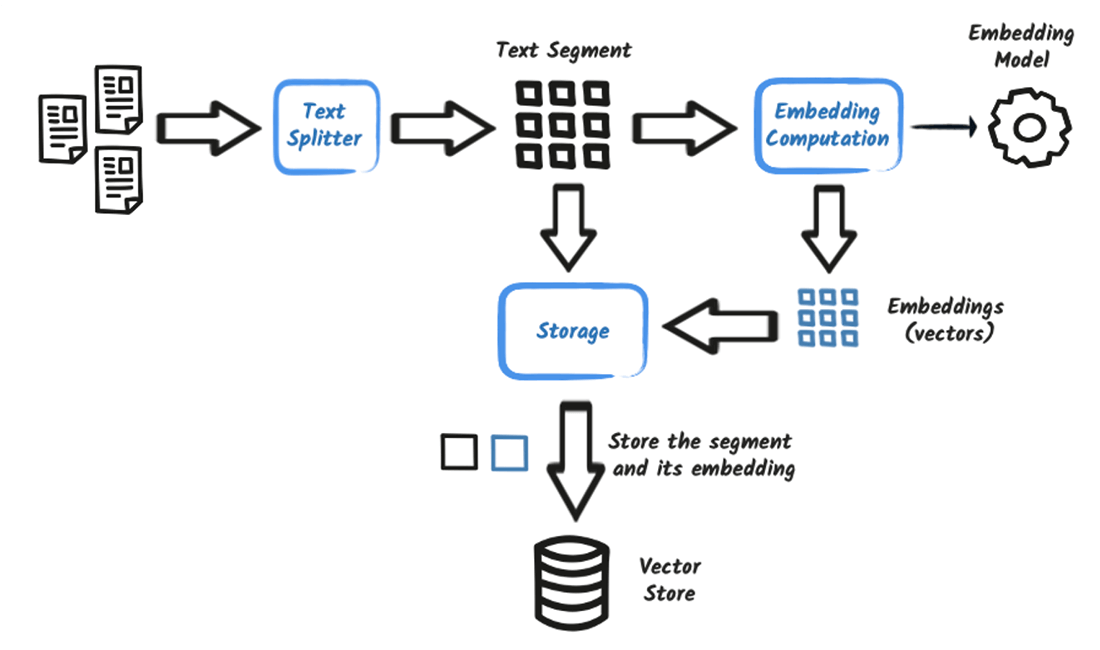 Embedding
Model
Text Segment
Text
Splitter
Embedding
Computation
Storage
Embeddings
(vectors)
Store the segment
and its embedding
Vector
Store